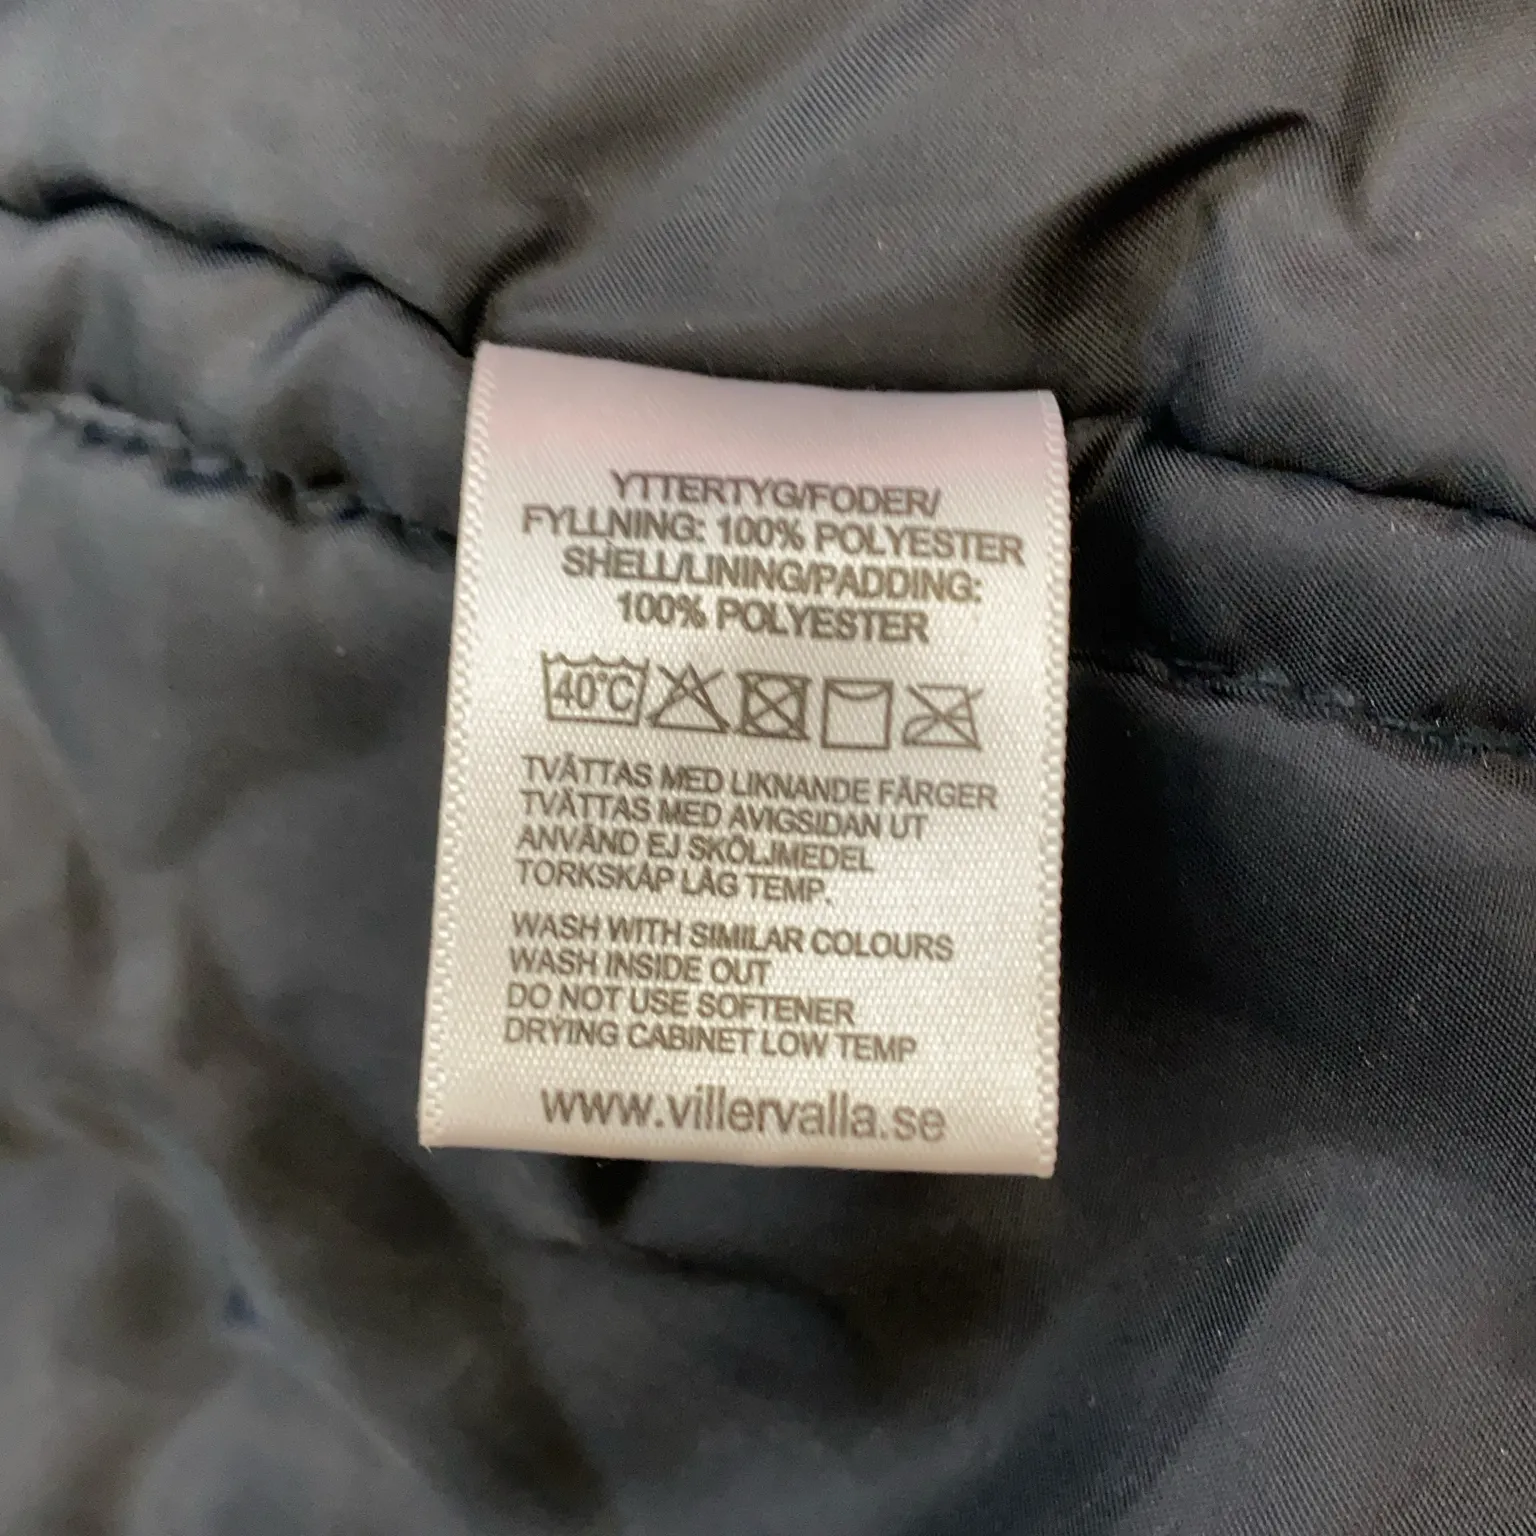 YTTERTYG/FODER/
FYLLNING: 100% POLYESTER
SHELL/LINING/PADDING:
100% POLYESTER
40°C
TVÄTTAS MED LIKNANDE FÄRGER
TVÄTTAS MED AVIGSIDAN UT
ANVÄND EJ SKÖLJMEDEL
TORKSKÅP LÅG TEMP.
WASH WITH SIMILAR COLOURS
WASH INSIDE OUT
DO NOT USE SOFTENER
DRYING CABINET LOW TEMP
www.villervalla.se